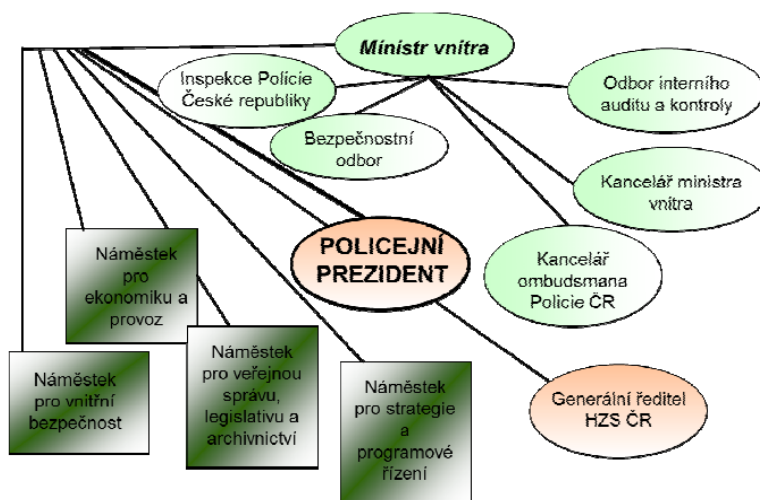 Ministr vnitra
Inspekce Policie
České republiky
Odbor interního
auditu a kontroly
Bezpečnostní
odbor
Kancelář ministra
vnitra
POLICEJNÍ
PREZIDENT
Kancelář
ombudsmana
Policie ČR
Náměstek
pro
ekonomiku a
provoz
Náměstek
pro vnitřní
bezpečnost
Náměstek
pro veřejnou
správu,
legislativu a
archivnictví
Náměstek
pro strategie
a
programové
řízení
Generální ředitel
HZS ČR